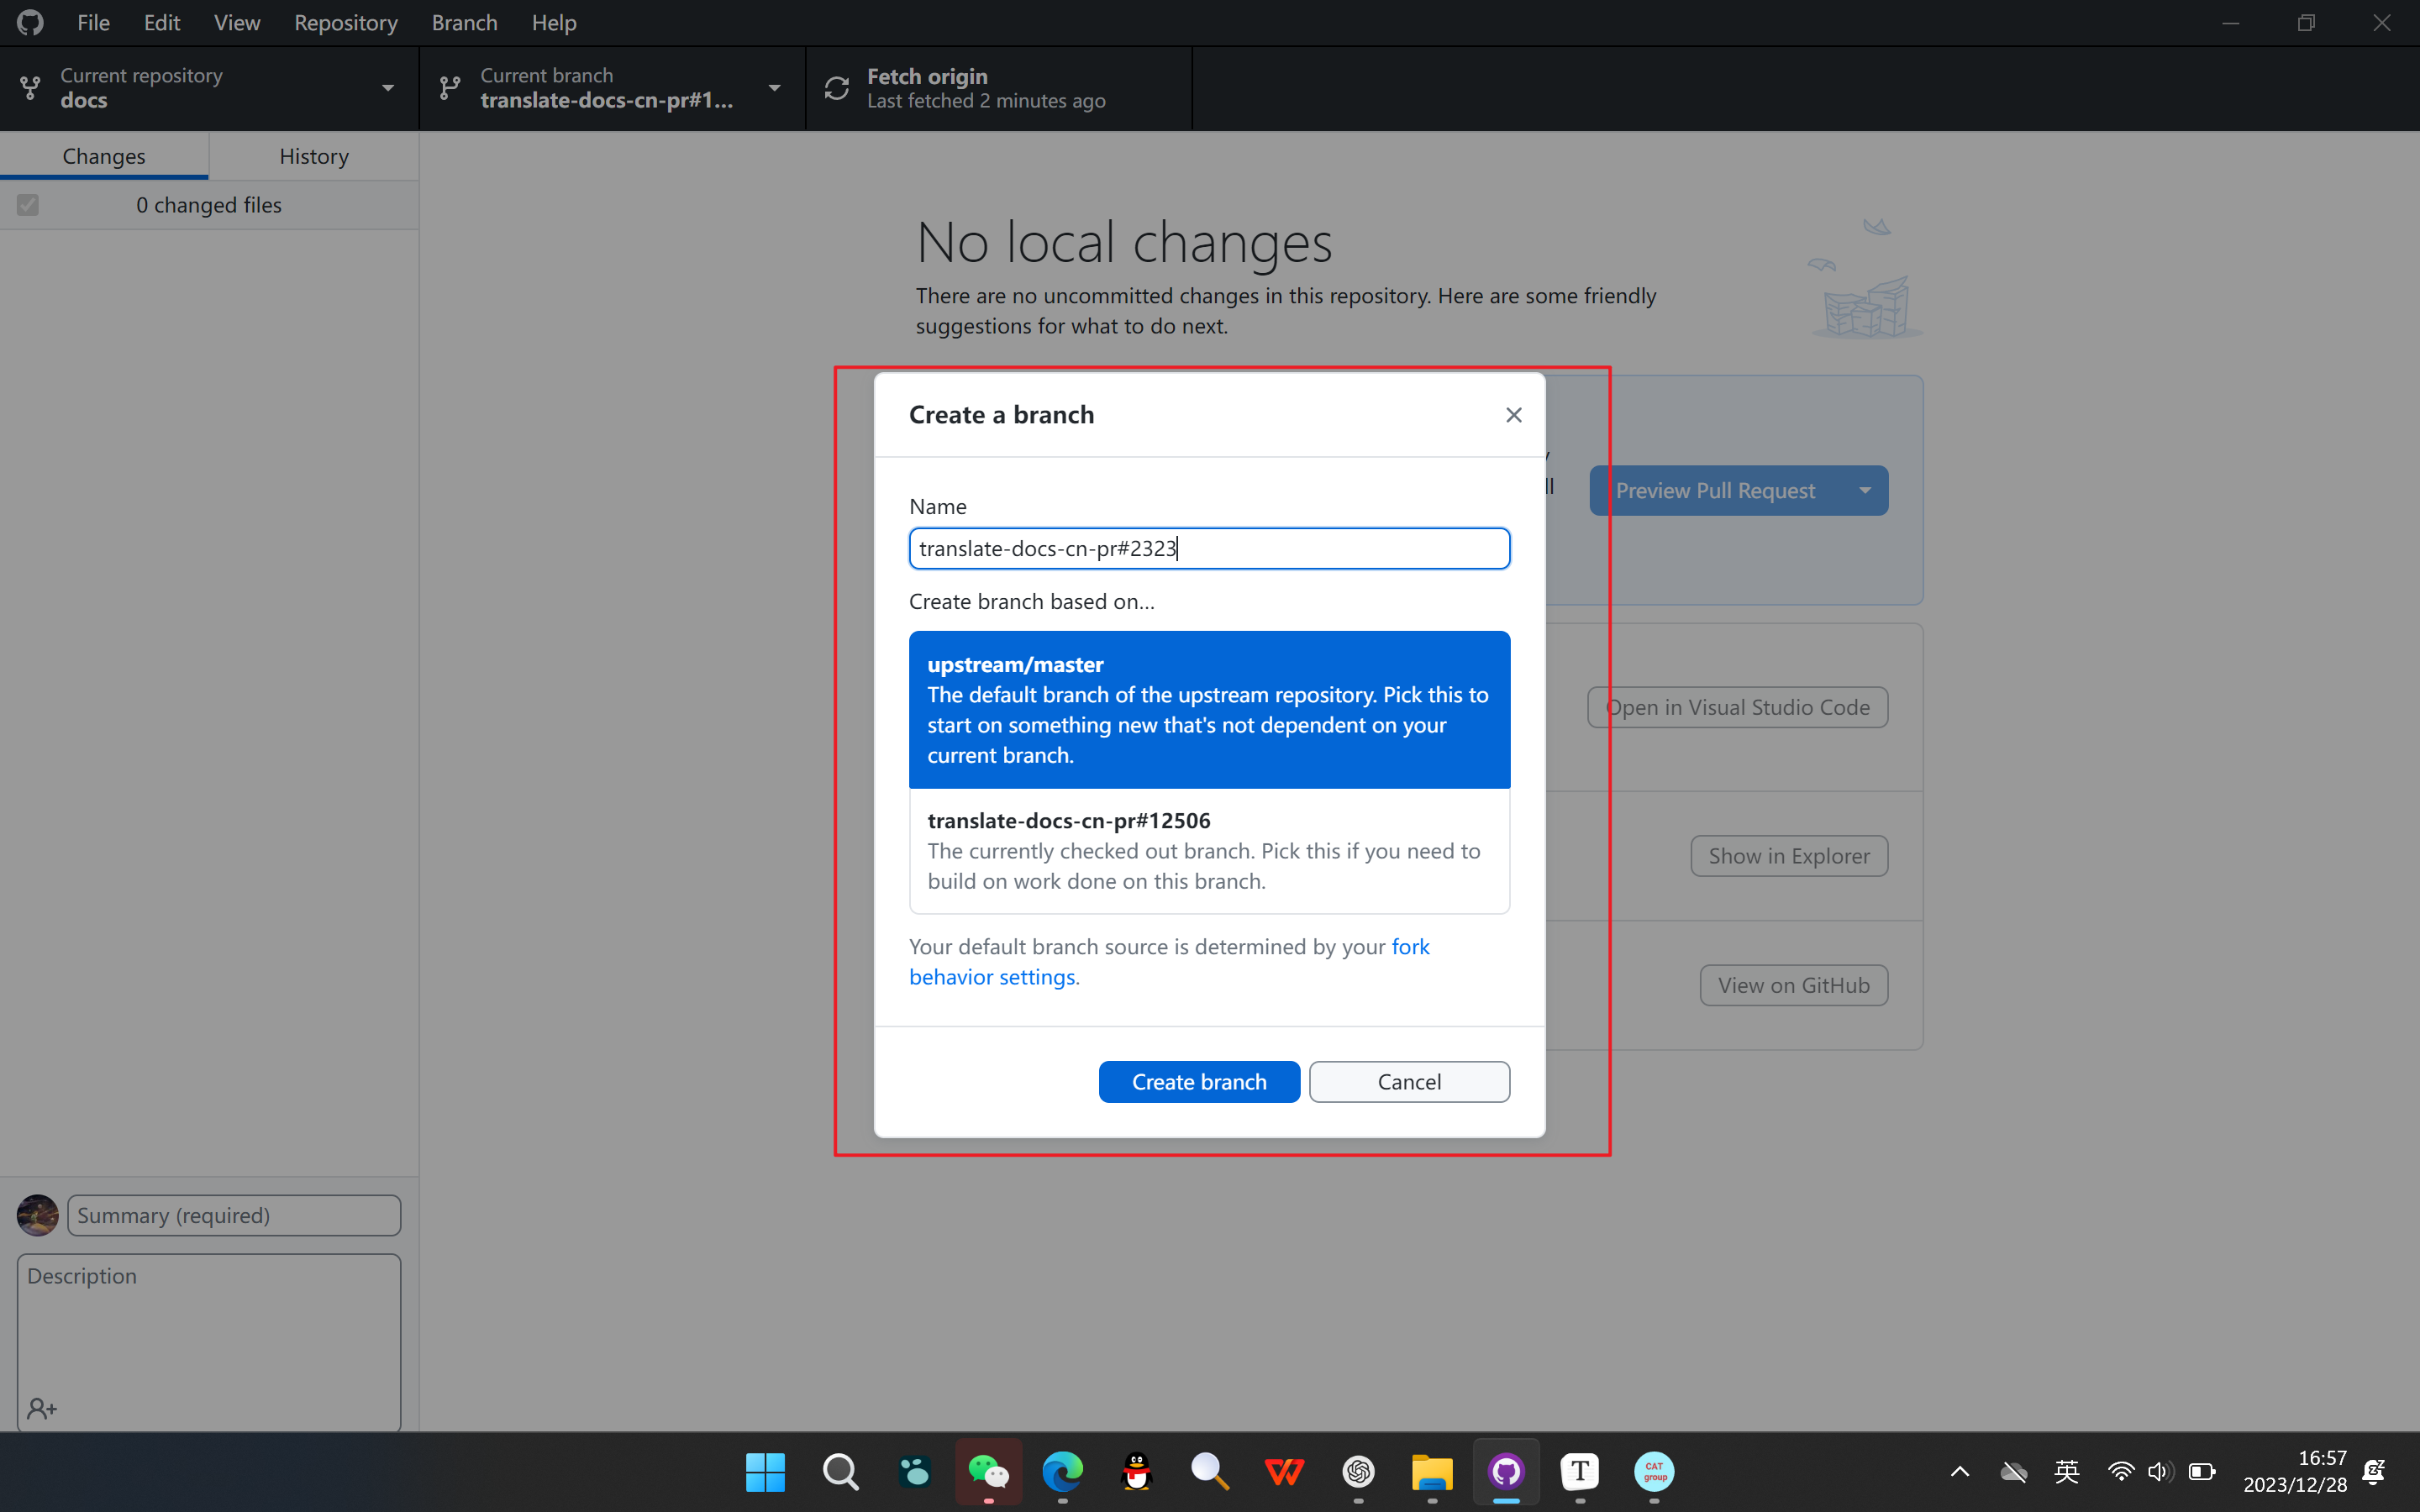 File Edit View Repository Branch Help
Current repository
docs
Current branch
translate-docs-cn-pr#1...
Fetch origin
Last fetched 2 minutes ago
Changes History
0 changed files
No local changes
There are no uncommitted changes in this repository. Here are some friendly
suggestions for what to do next.
Create a branch
Name
translate-docs-cn-pr#2323
Create branch based on...
upstream/master
The default branch of the upstream repository. Pick this to
start on something new that's not dependent on your
current branch.
translate-docs-cn-pr#12506
The currently checked out branch. Pick this if you need to
build on work done on this branch.
Your default branch source is determined by your fork
behavior settings.
Create branch Cancel
Preview Pull Request
Open in Visual Studio Code
Show in Explorer
View on GitHub
Summary (required)
Description
T
CAT
group
英
16:57
2023/12/28